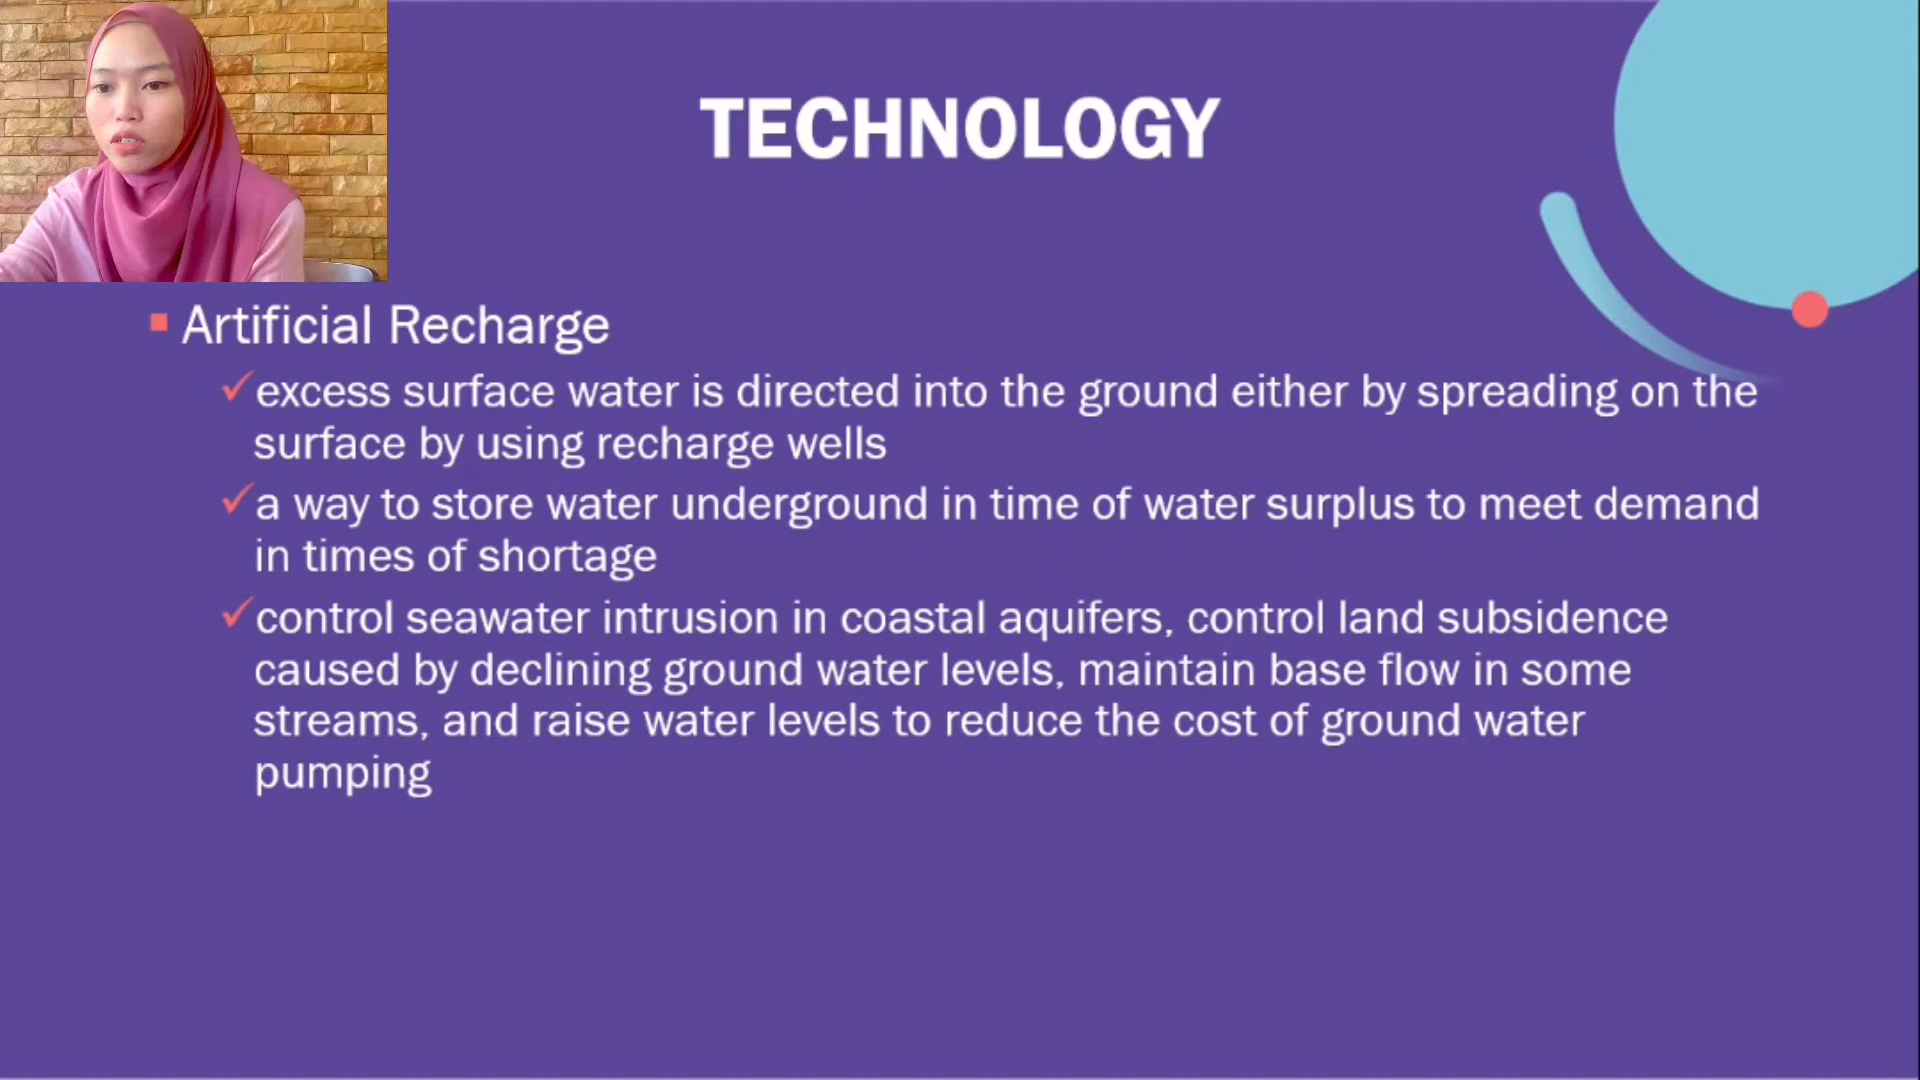 TECHNOLOGY
Artificial Recharge
excess surface water is directed into the ground either by spreading on the
surface by using recharge wells
a way to store water underground in time of water surplus to meet demand
in times of shortage
control seawater intrusion in coastal aquifers, control land subsidence
caused by declining ground water levels, maintain base flow in some
streams, and raise water levels to reduce the cost of ground water
pumping